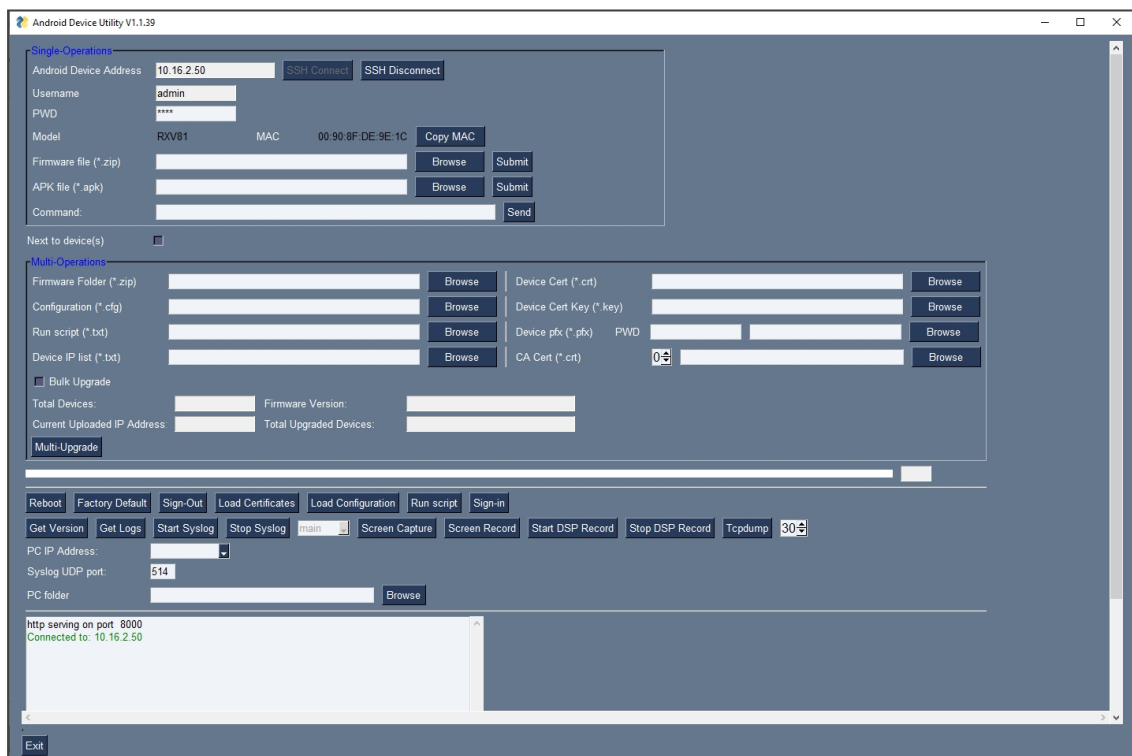 Android Device Utility V1.1.39
Single-Operations
Android Device Address 10.16.2.50 SSH Connect SSH Disconnect
Username admin
PWD ****
Model RXV81 MAC 00:90:8F:DE:9E:1C Copy MAC
Firmware file (*.zip) Browse Submit
APK file (*.apk) Browse Submit
Command: Send
Next to device(s)
Multi-Operations
Firmware Folder (*.zip) Browse Device Cert (*.crt) Browse
Configuration (*.cfg) Browse Device Cert Key (*.key) Browse
Run script (*.txt) Browse Device pfx (*.pfx) PWD Browse
Device IP list (*.txt) Browse CA Cert (*.crt) 0 Browse
Bulk Upgrade
Total Devices: Firmware Version:
Current Uploaded IP Address: Total Upgraded Devices:
Multi-Upgrade
Reboot Factory Default Sign-Out Load Certificates Load Configuration Run script Sign-in
Get Version Get Logs Start Syslog Stop Syslog main Screen Capture Screen Record Start DSP Record Stop DSP Record Tcpdump 30
PC IP Address:
Syslog UDP port: 514
PC folder Browse
http serving on port 8000
Connected to: 10.16.2.50
Exit